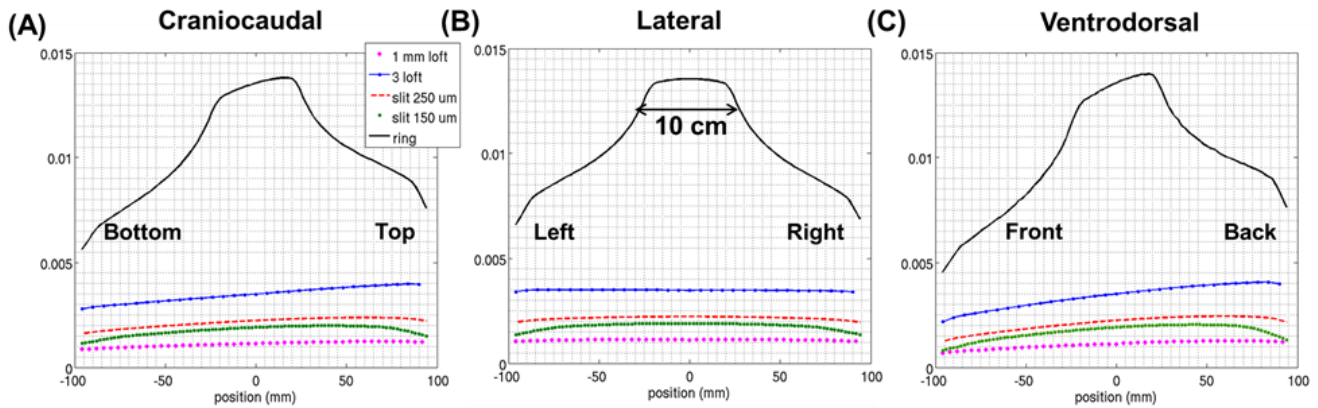 (A) Craniocaudal
0.015
0.01
0.005
0
1 mm loft
3 loft
slit 250 um
slit 150 um
ring
Bottom
Top
-100 -50 0 50 100
position (mm)
(B) Lateral
0.015
0.01
0.005
0
10 cm
Left
Right
-100 -50 0 50 100
position (mm)
(C) Ventrodorsal
0.015
0.01
0.005
0
Front
Back
-100 -50 0 50 100
position (mm)